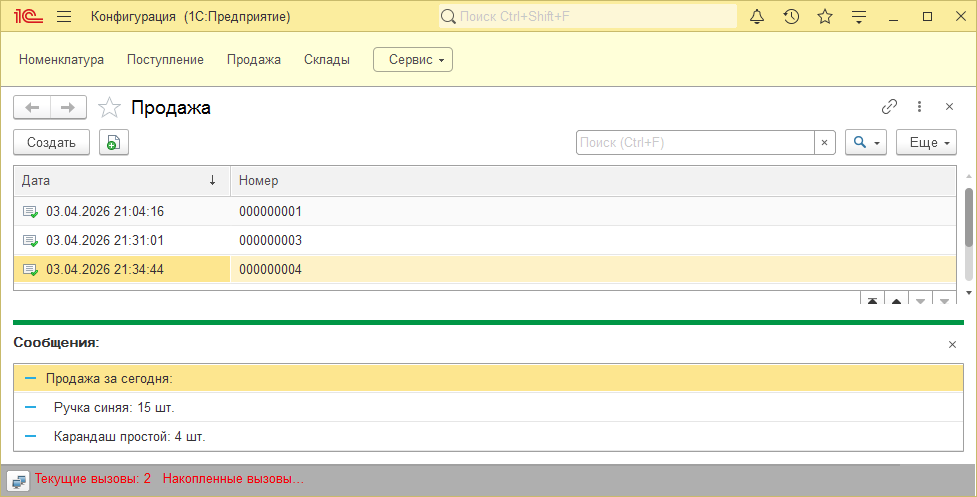 1С Конфигурация (1С:Предприятие) Поиск Ctrl+Shift+F
Номенклатура Поступление Продажа Склады Сервис
Продажа
Создать Поиск (Ctrl+F) × Еще
Дата ↓ Номер
03.04.2026 21:04:16 000000001
03.04.2026 21:31:01 000000003
03.04.2026 21:34:44 000000004
Сообщения:
Продажа за сегодня:
Ручка синяя: 15 шт.
Карандаш простой: 4 шт.
Текущие вызовы: 2 Накопленные вызовы...